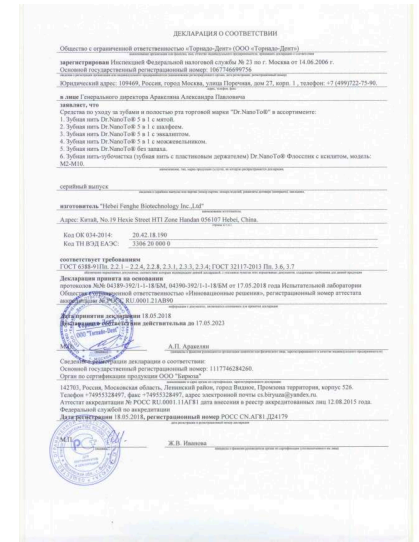 ДЕКЛАРАЦИЯ О СООТВЕТСТВИИ
Общество с ограниченной ответственностью «Торнадо-Дент» (ООО «Торнадо-Дент»)
зарегистрирован Инспекцией Федеральной налоговой службы № 23 по г. Москва от 14.06.2006 г.
Основной государственный регистрационный номер: 1067746699756
Юридический адрес: 109469, Россия, город Москва, улица Поречная, дом 27, корп. 1 , телефон: +7 (499)722-75-90.
в лице Генерального директора Аракеляна Александра Павловича
заявляет, что
Средства по уходу за зубами и полостью рта торговой марки "Dr.NanoTo®" в ассортименте:
1. Зубная нить Dr.NanoTo® 5 в 1 с мятой.
2. Зубная нить Dr.NanoTo® 5 в 1 с шалфеем.
3. Зубная нить Dr.NanoTo® 5 в 1 с эвкалиптом.
4. Зубная нить Dr.NanoTo® 5 в 1 с можжевельником.
5. Зубная нить Dr.NanoTo® без запаха.
6. Зубная нить-зубочистка (зубная нить с пластиковым держателем) Dr.NanoTo® Флоссик с ксилитом, модель:
М2-М10.
серийный выпуск
изготовитель "Hebei Fenghe Biotechnology Inc.,Ltd"
Адрес: Китай, No.19 Hexie Street HTI Zone Handan 056107 Hebei, China.
Код ОК 034-2014: 20.42.18.190
Код ТН ВЭД ЕАЭС: 3306 20 000 0
соответствует требованиям
ГОСТ 6388-91Пп. 2.2.1 – 2.2.4, 2.2.8, 2.3.1, 2.3.3, 2.3.4; ГОСТ 32117-2013 Пп. 3.6, 3.7
Декларация принята на основании
протоколов №№ 04389-392/1-1-18/БМ, 04390-392/1-1-18/БМ от 17.05.2018 года Испытательной лаборатории
Общества с ограниченной ответственностью «Инновационные решения», регистрационный номер аттестата
аккредитации № РОСС RU.0001.21АВ90
Дата принятия декларации 18.05.2018
Декларация о соответствии действительна до 17.05.2023
М.П. А.П. Аракелян
Сведения о регистрации декларации о соответствии:
Основной государственный регистрационный номер: 1117746284260.
Орган по сертификации продукции ООО
142703, Россия, Московская область, Ленинский район, город Видное, Промзона территория, корпус 526.
Телефон +74955328497, факс +74955328497, адрес электронной почты cs.biryuza@yandex.ru.
Аттестат аккредитации № РОСС RU.0001.11АГ81 дата внесения в реестр аккредитованных лиц 12.08.2015 года.
Федеральной службой по аккредитации
Дата регистрации 18.05.2018, регистрационный номер РОСС CN.АГ81.Д24179
М.П. Ж.В. Иванова